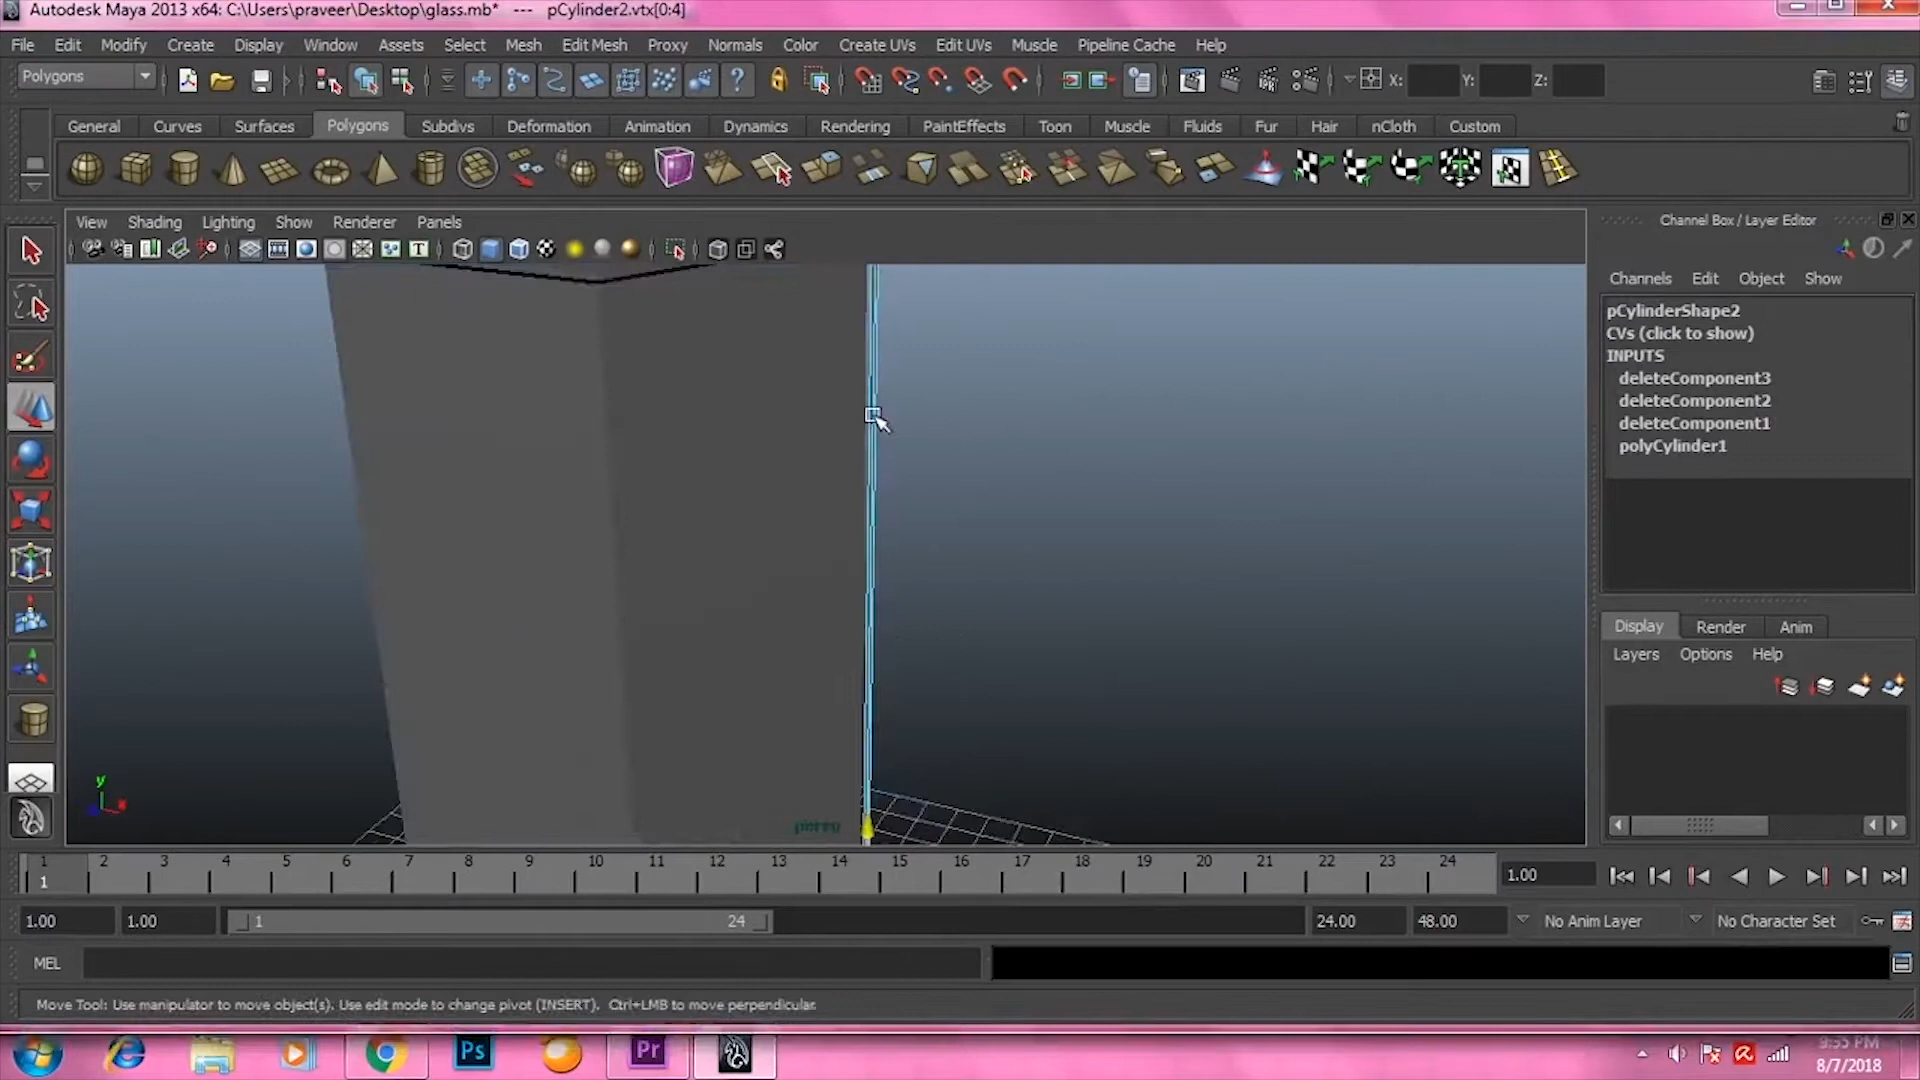 Autodesk Maya 2013 x64: C:\Users\praveer\Desktop\glass.mb*   ---   pCylinder2.vtx[0:4]
File Edit Modify Create Display Window Assets Select Mesh Edit Mesh Proxy Normals Color Create UVs Edit UVs Muscle Pipeline Cache Help
Polygons X: Y: Z:
General Curves Surfaces Polygons Subdivs Deformation Animation Dynamics Rendering PaintEffects Toon Muscle Fluids Fur Hair nCloth Custom
View Shading Lighting Show Renderer Panels
Channel Box / Layer Editor
Channels Edit Object Show
pCylinderShape2
CVs (click to show)
INPUTS
deleteComponent3
deleteComponent2
deleteComponent1
polyCylinder1
Display Render Anim
Layers Options Help
y
x
persp
1 2 3 4 5 6 7 8 9 10 11 12 13 14 15 16 17 18 19 20 21 22 23 24
1
1.00
1.00 1.00 1 24 24.00 48.00 No Anim Layer No Character Set
MEL
Move Tool: Use manipulator to move object(s). Use edit mode to change pivot (INSERT). Ctrl+LMB to move perpendicular.
Ps Pr
9:55 PM
8/7/2018